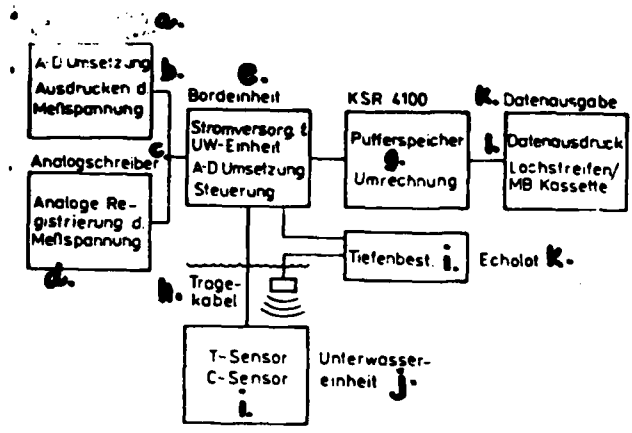 a.
A-D Umsetzung
Ausdrucken d.
Meßspannung
b.
c.
Analogschreiber
Analoge Re-
gistrierung d.
Meßspannung
d.
e.
Bordeinheit
Stromversorg. f.
UW-Einheit
A-D Umsetzung
Steuerung
KSR 4100
Pufferspeicher
g.
Umrechnung
k. Datenausgabe
l.
Datenausdruck
Lochstreifen/
MB Kassette
Tiefenbest. i.
Echolot k.
h. Trage-
kabel
T-Sensor
C-Sensor
i.
Unterwasser-
einheit j.